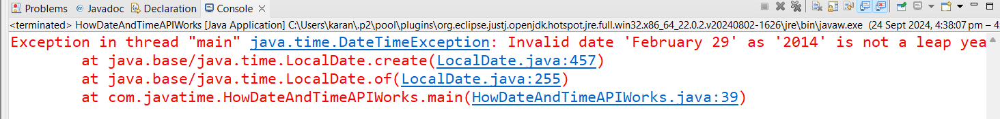 Problems @ Javadoc Declaration Console ×
<terminated> HowDateAndTimeAPIWorks [Java Application] C:\Users\karan\.p2\pool\plugins\org.eclipse.justj.openjdk.hotspot.jre.full.win32.x86_64_22.0.2.v20240802-1626\jre\bin\javaw.exe (24 Sept 2024, 4:38:07 pm – 4
Exception in thread "main" java.time.DateTimeException: Invalid date 'February 29' as '2014' is not a leap yea
at java.base/java.time.LocalDate.create(LocalDate.java:457)
at java.base/java.time.LocalDate.of(LocalDate.java:255)
at com.javatime.HowDateAndTimeAPIWorks.main(HowDateAndTimeAPIWorks.java:39)